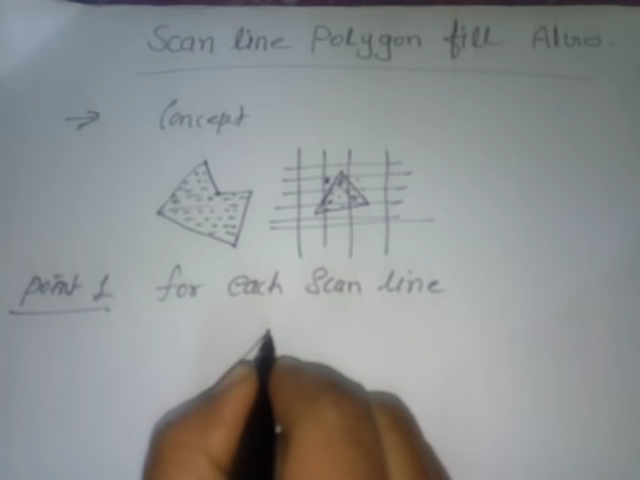 Scan line Polygon fill Algo.
→ Concept
Point 1 for each Scan line